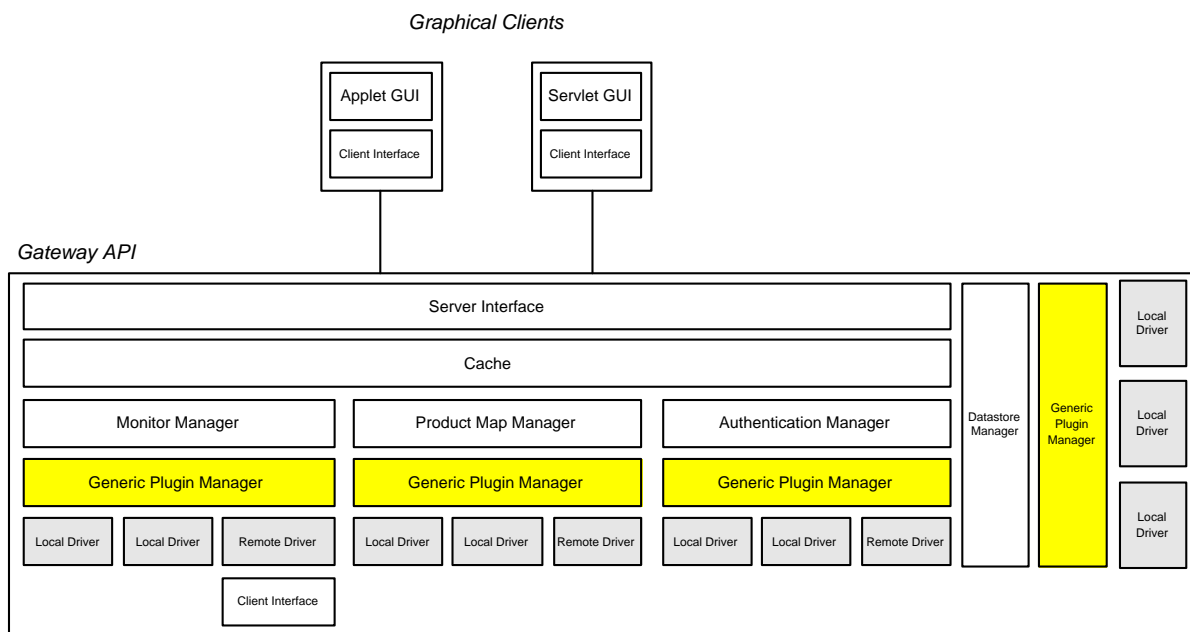 Graphical Clients
Applet GUI
Client Interface
Servlet GUI
Client Interface
Gateway API
Server Interface
Cache
Monitor Manager
Product Map Manager
Authentication Manager
Generic Plugin Manager
Generic Plugin Manager
Generic Plugin Manager
Local Driver
Local Driver
Remote Driver
Local Driver
Local Driver
Remote Driver
Local Driver
Local Driver
Remote Driver
Client Interface
Datastore
Manager
Generic
Plugin
Manager
Local
Driver
Local
Driver
Local
Driver